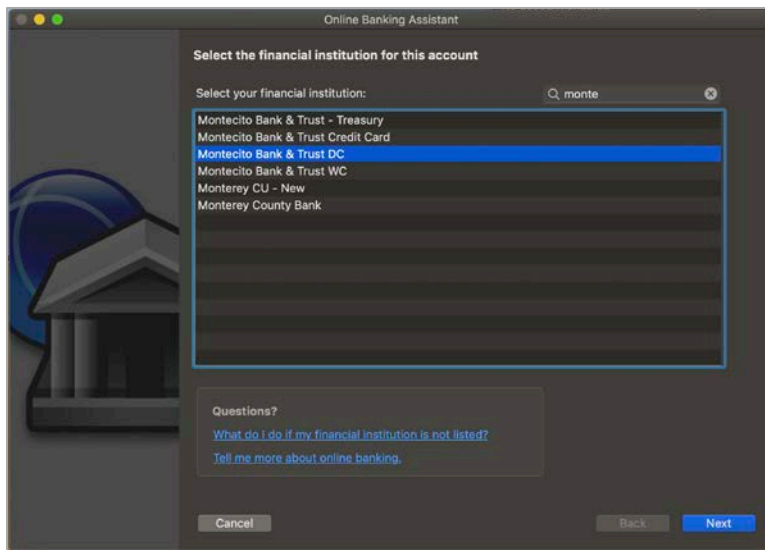 Online Banking Assistant
Select the financial institution for this account
Select your financial institution:
monte
Montecito Bank & Trust - Treasury
Montecito Bank & Trust Credit Card
Montecito Bank & Trust DC
Montecito Bank & Trust WC
Monterey CU - New
Monterey County Bank
Questions?
What do I do if my financial institution is not listed?
Tell me more about online banking.
Cancel
Back
Next